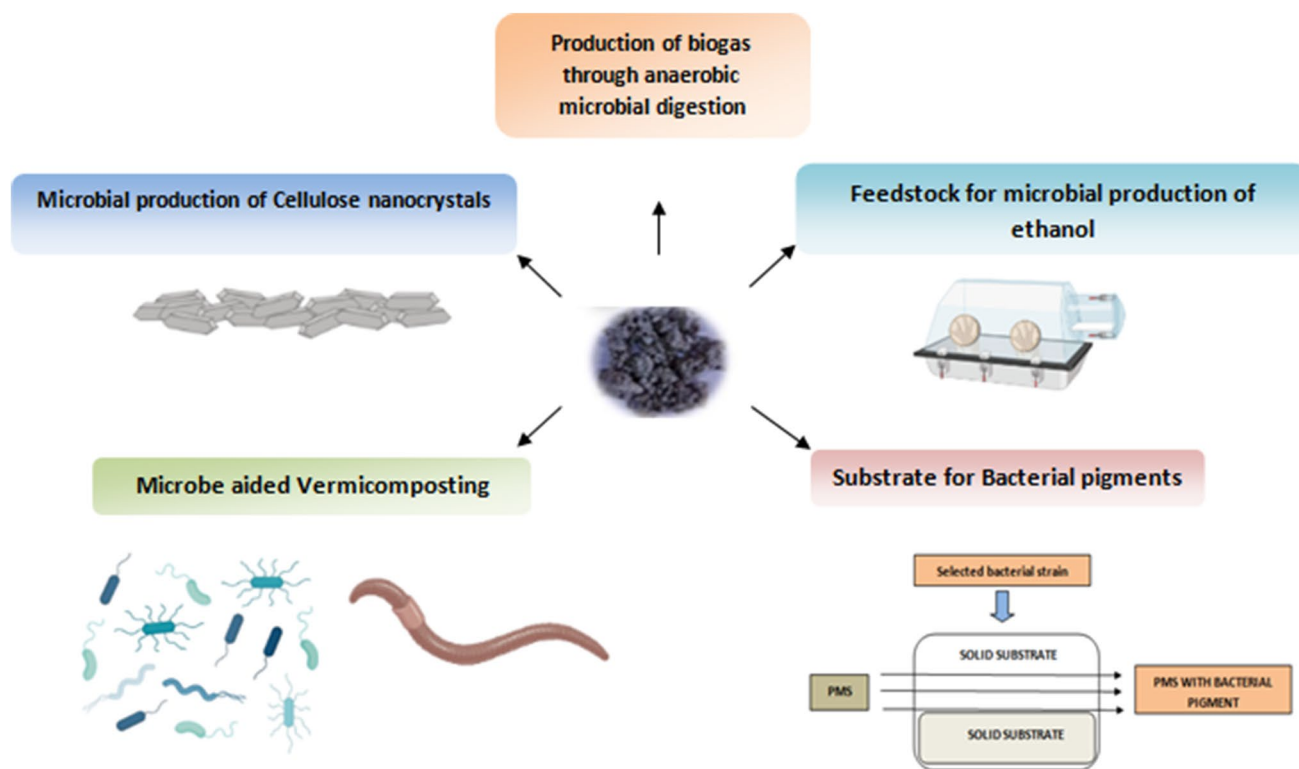 Production of biogas
through anaerobic
microbial digestion
Microbial production of Cellulose nanocrystals
Feedstock for microbial production of
ethanol
Microbe aided Vermicomposting
Substrate for Bacterial pigments
Selected bacterial strain
SOLID SUBSTRATE
PMS
PMS WITH BACTERIAL
PIGMENT
SOLID SUBSTRATE